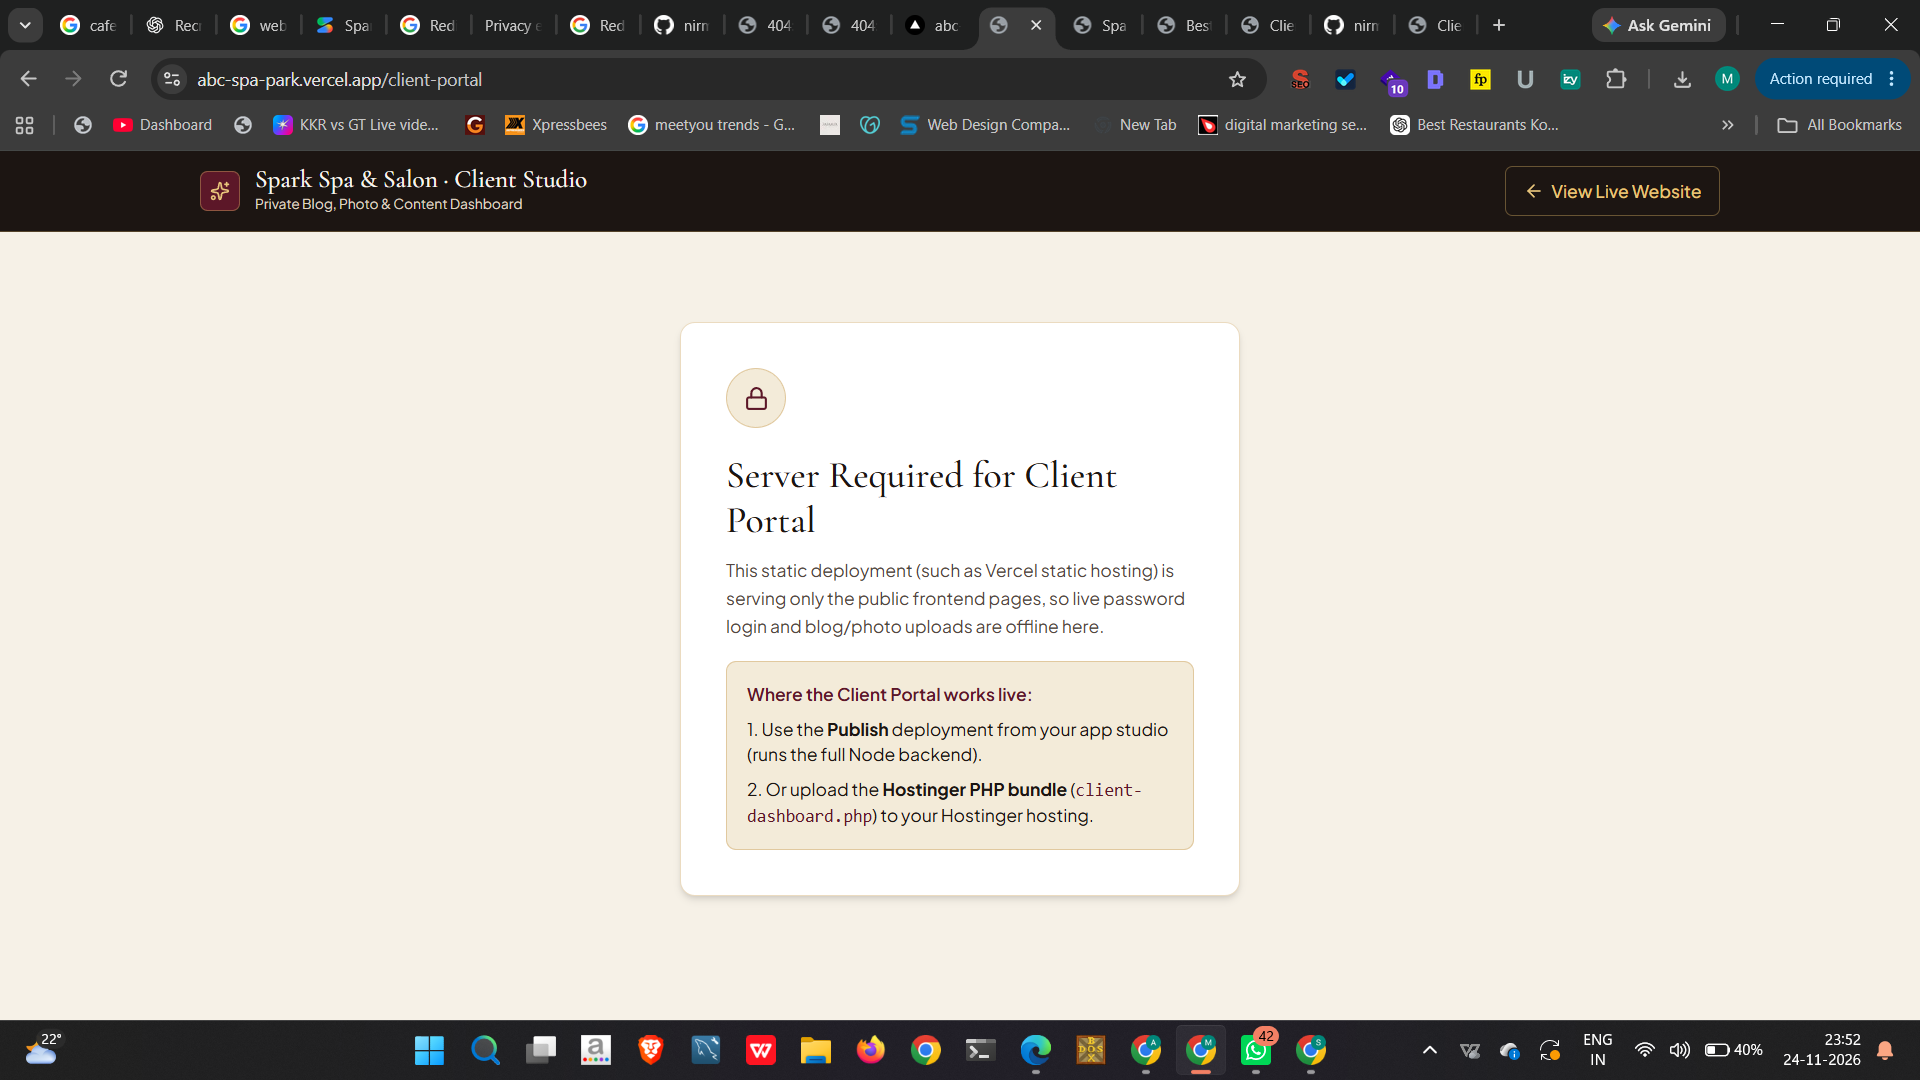 cafe
Recr
web
Spa
Red
Privacy e
Red
nirn
404
404
abc
Spa
Best
Clie
nirn
Clie
Ask Gemini
abc-spa-park.vercel.app/client-portal
SEO
10
fp
U
izy
M
Action required
Dashboard
KKR vs GT Live vide...
Xpressbees
meetyou trends - G...
Web Design Compa...
New Tab
digital marketing se...
Best Restaurants Ko...
All Bookmarks
Spark Spa & Salon · Client Studio
Private Blog, Photo & Content Dashboard
← View Live Website
Server Required for Client
Portal
This static deployment (such as Vercel static hosting) is
serving only the public frontend pages, so live password
login and blog/photo uploads are offline here.
Where the Client Portal works live:
1. Use the Publish deployment from your app studio
(runs the full Node backend).
2. Or upload the Hostinger PHP bundle (client-
dashboard.php) to your Hostinger hosting.
22°
42
ENG
IN
40%
23:52
24-11-2026